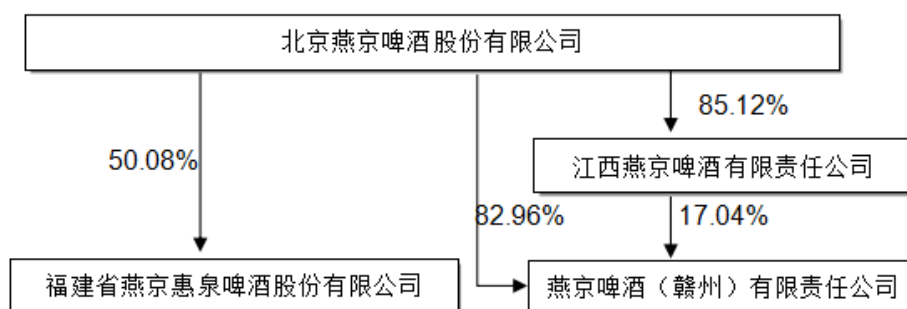 北京燕京啤酒股份有限公司
85.12%
50.08%
江西燕京啤酒有限责任公司
82.96%
17.04%
福建省燕京惠泉啤酒股份有限公司
燕京啤酒（赣州）有限责任公司